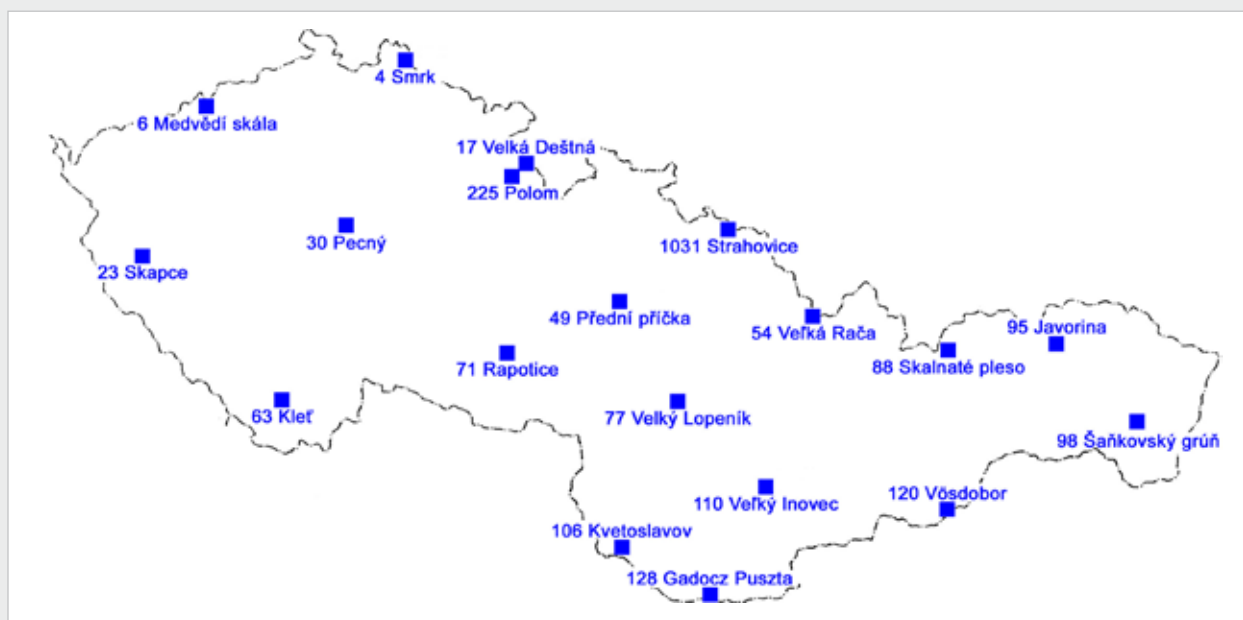 4 Smrk
6 Medvědí skála
17 Velká Deštná
225 Polom
30 Pecný
1031 Strahovice
23 Skapce
49 Přední příčka
54 Veľká Rača
95 Javorina
71 Rapotice
88 Skalnaté pleso
63 Kleť
77 Velký Lopeník
98 Šaňkovský grúň
110 Veľký Inovec
120 Vösdobor
106 Kvetoslavov
128 Gadocz Puszta